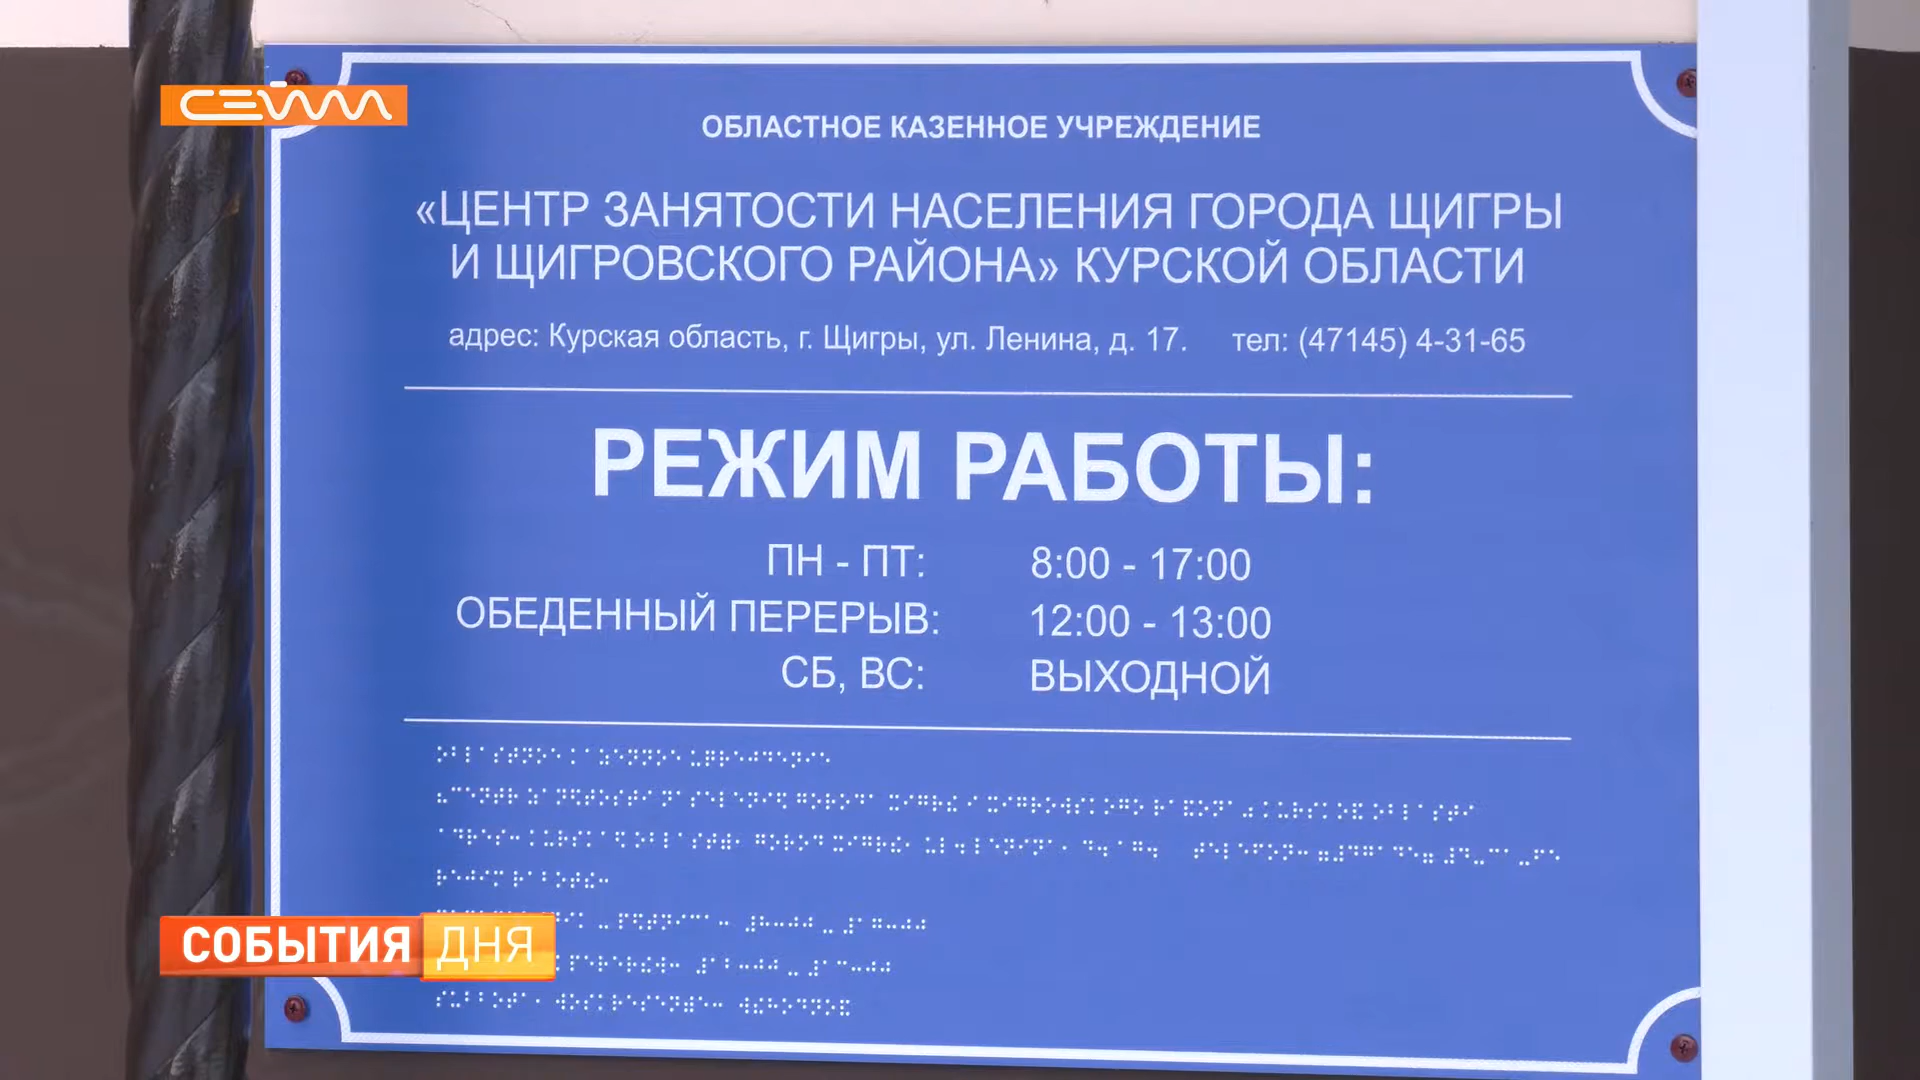 СЕЙМ
ОБЛАСТНОЕ КАЗЕННОЕ УЧРЕЖДЕНИЕ
«ЦЕНТР ЗАНЯТОСТИ НАСЕЛЕНИЯ ГОРОДА ЩИГРЫ
И ЩИГРОВСКОГО РАЙОНА» КУРСКОЙ ОБЛАСТИ
адрес: Курская область, г. Щигры, ул. Ленина, д. 17. тел: (47145) 4-31-65
РЕЖИМ РАБОТЫ:
ПН - ПТ: 8:00 - 17:00
ОБЕДЕННЫЙ ПЕРЕРЫВ: 12:00 - 13:00
СБ, ВС: ВЫХОДНОЙ
СОБЫТИЯ ДНЯ